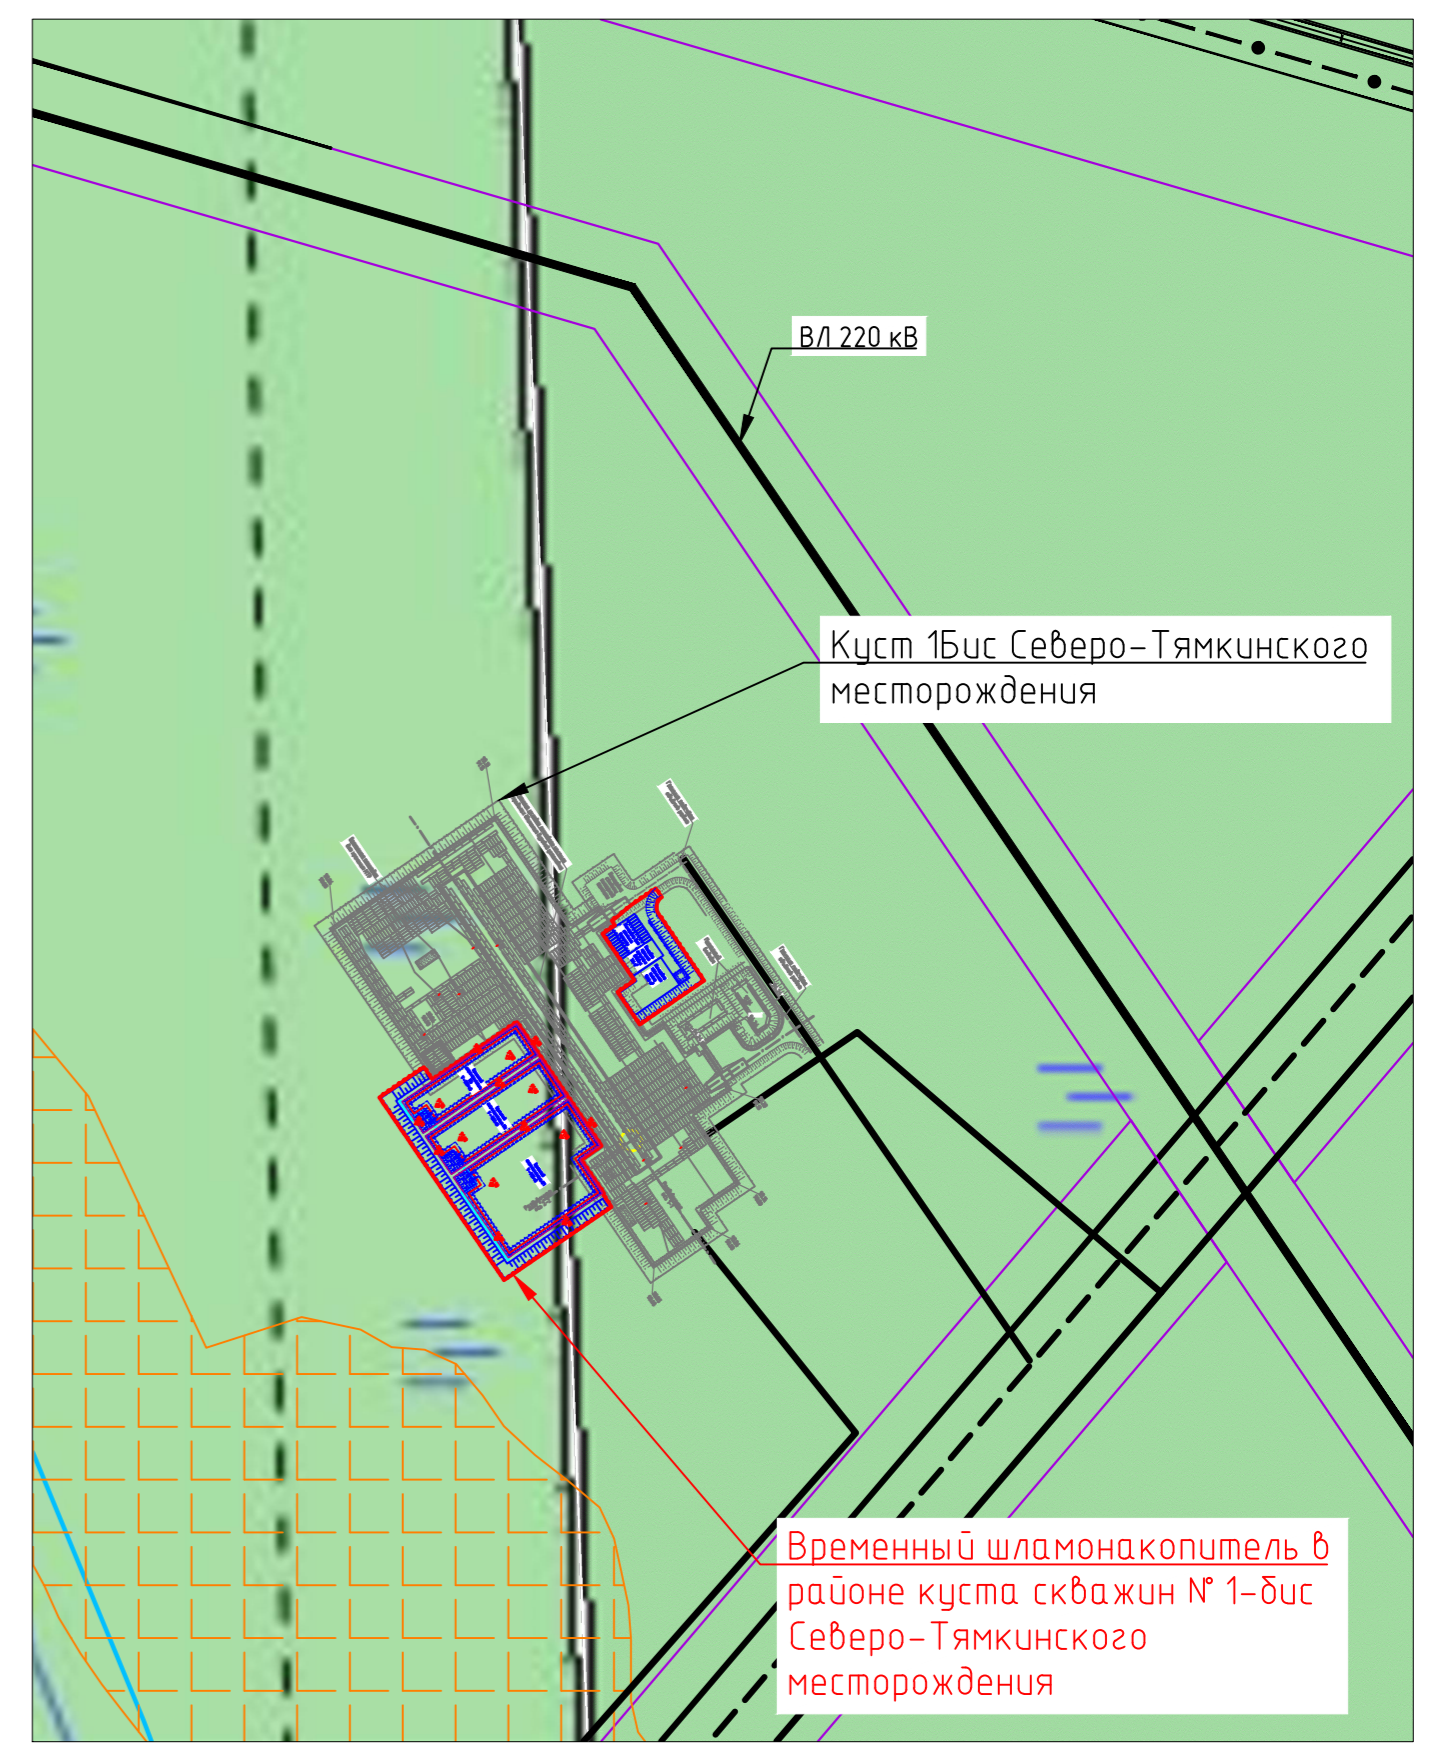 ВЛ 220 кВ
Куст 1Бис Северо-Тямкинского
месторождения
Временный шламонакопитель в
районе куста скважин № 1-бис
Северо-Тямкинского
месторождения